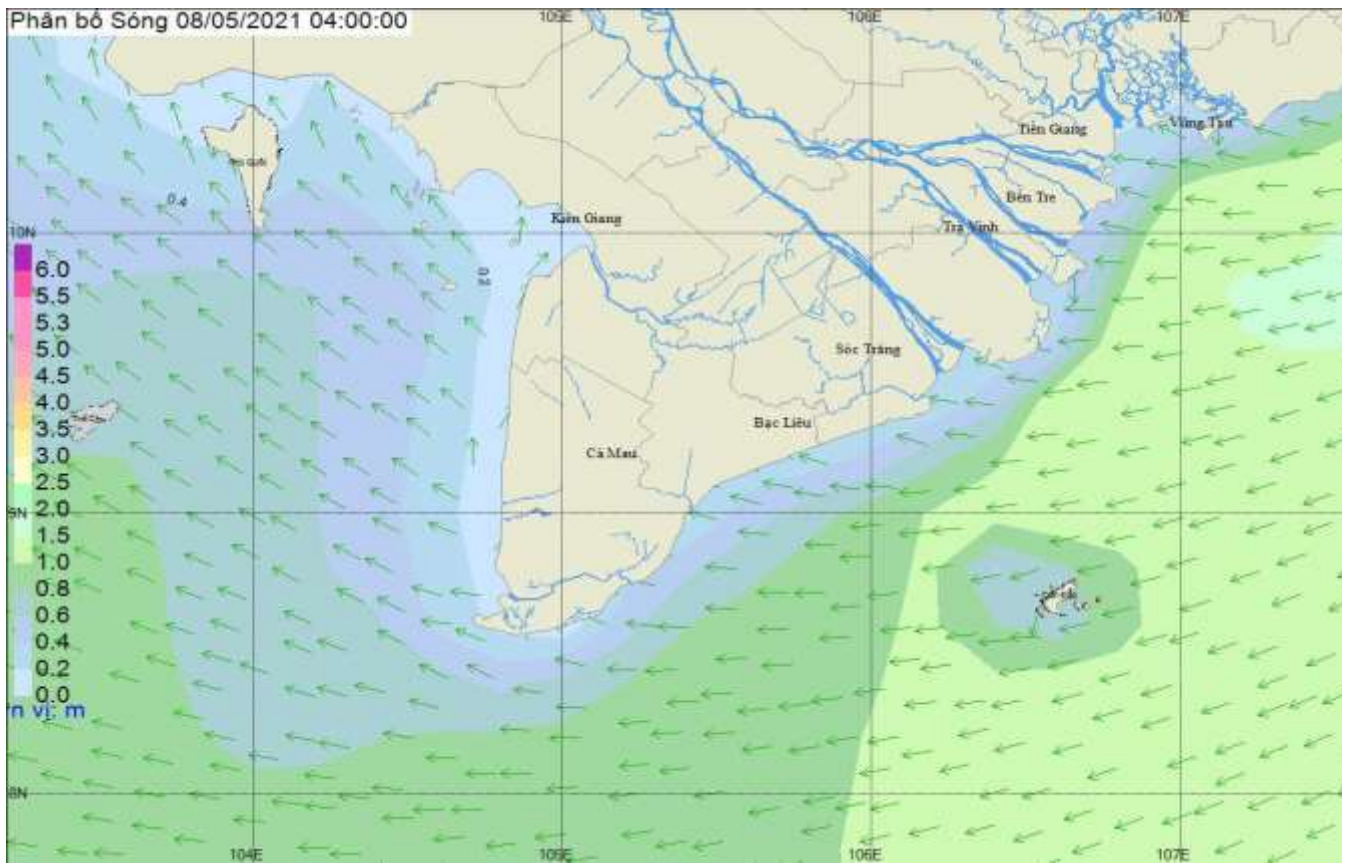 Phân bố Sóng 08/05/2021 04:00:00
105E
106E
107E
Tiền Giang
Vũng Tàu
Bến Tre
0.4
Kiên Giang
Trà Vinh
10N
6.0
5.5
5.3
5.0
4.5
4.0
3.5
3.0
2.5
2.0
1.5
1.0
0.8
0.6
0.4
0.2
0.0
n vị: m
Sóc Trăng
Bạc Liêu
Cà Mau
9N
8N
104E
105E
106E
107E